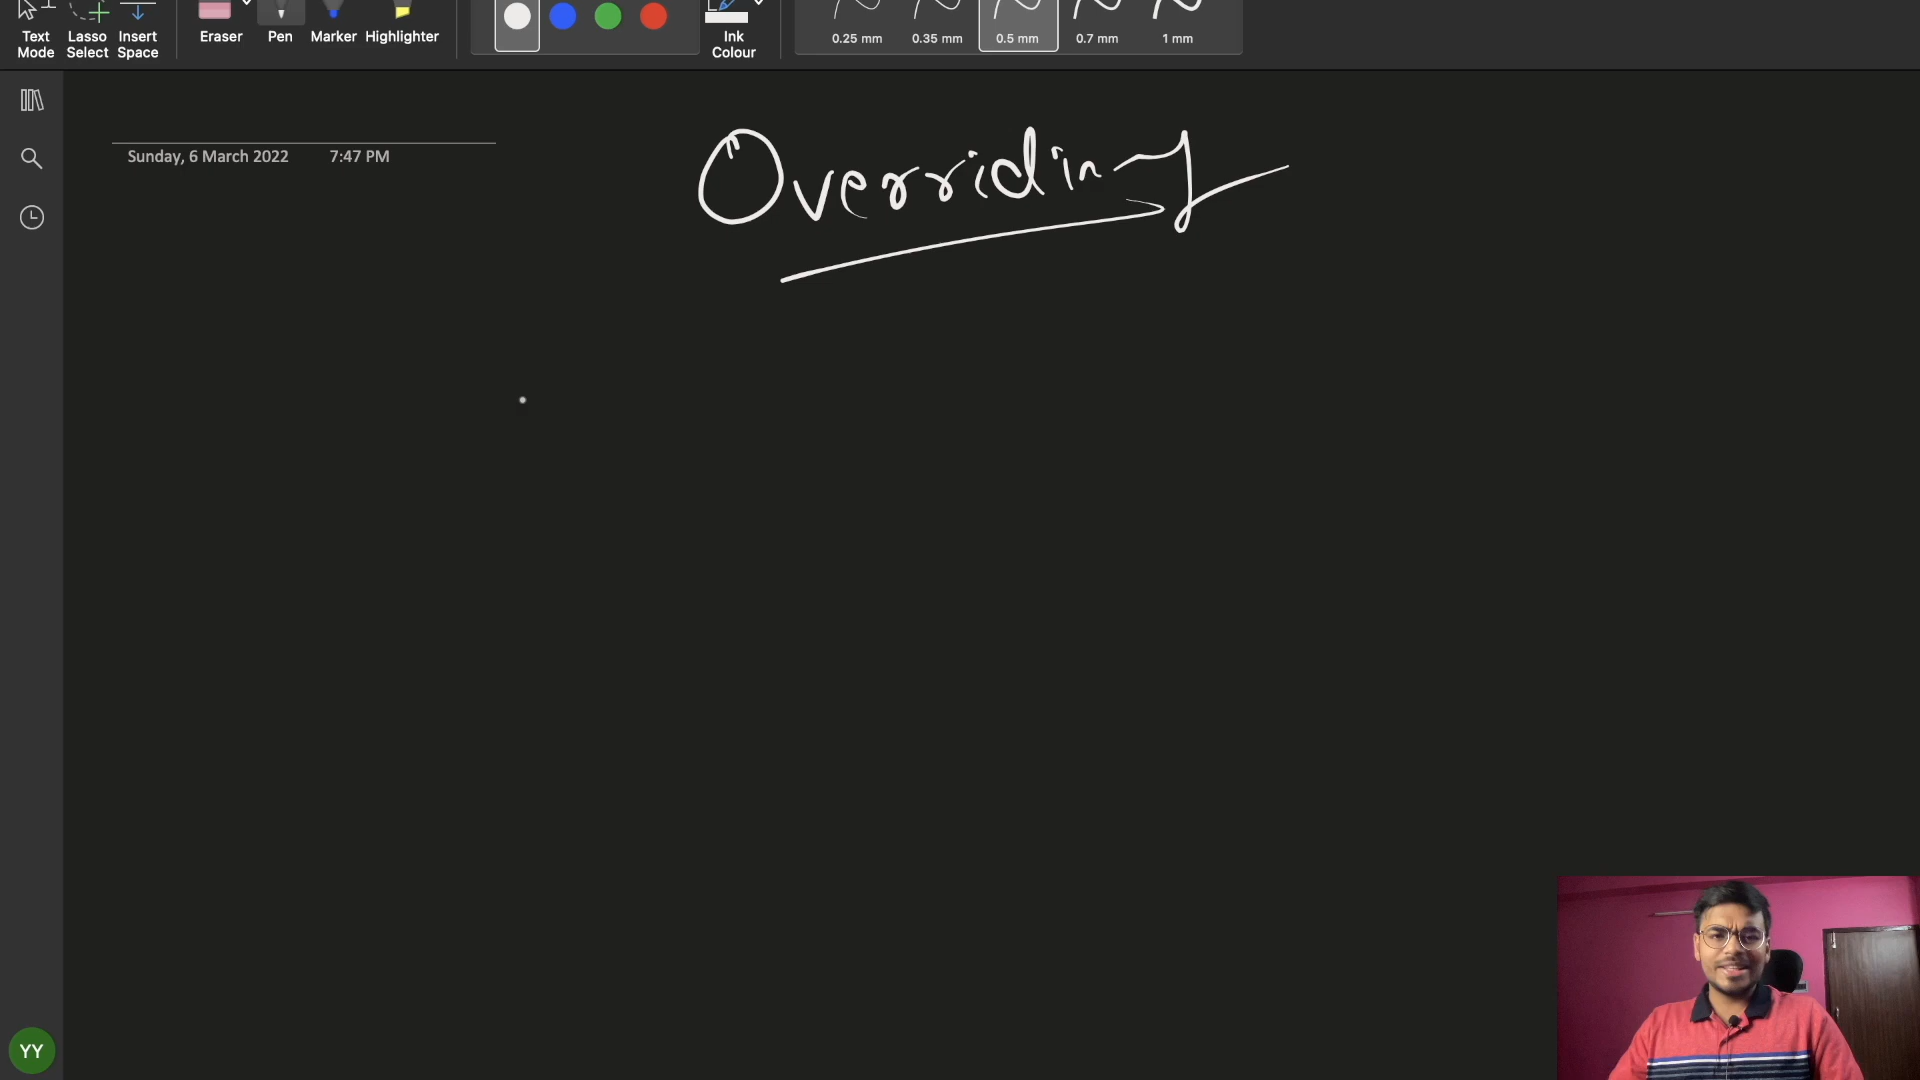 Text Mode
Lasso Select
Insert Space
Eraser
Pen
Marker
Highlighter
Ink Colour
0.25 mm
0.35 mm
0.5 mm
0.7 mm
1 mm
Sunday, 6 March 2022 7:47 PM
Overriding
YY